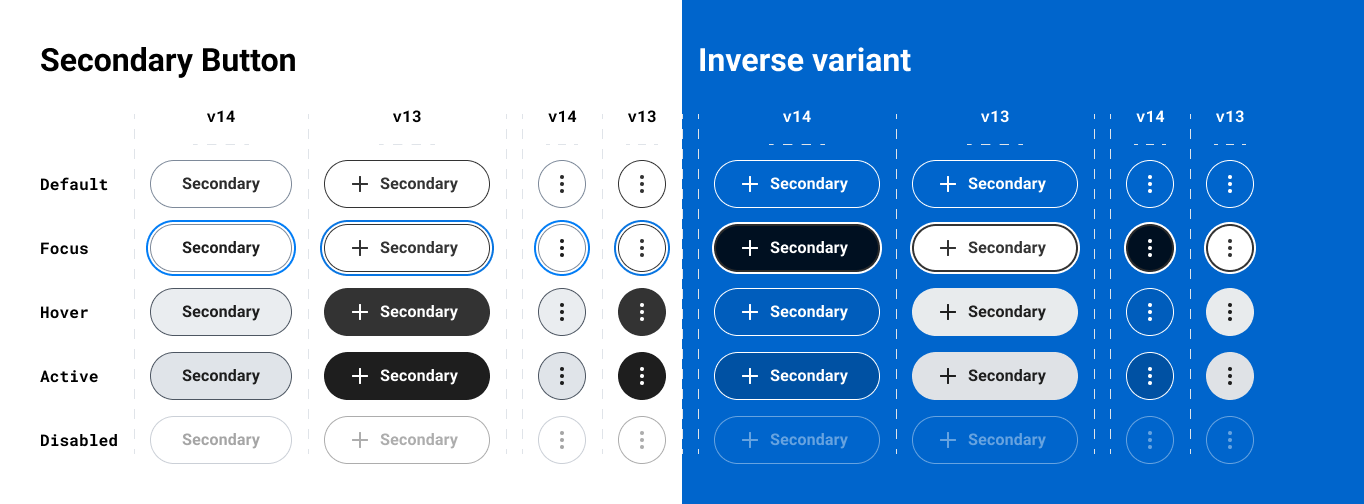 Secondary Button Inverse variant
v14 v13 v14 v13 v14 v13 v14 v13
Default Secondary Secondary Secondary Secondary
Focus Secondary Secondary Secondary Secondary
Hover Secondary Secondary Secondary Secondary
Active Secondary Secondary Secondary Secondary
Disabled Secondary Secondary Secondary Secondary